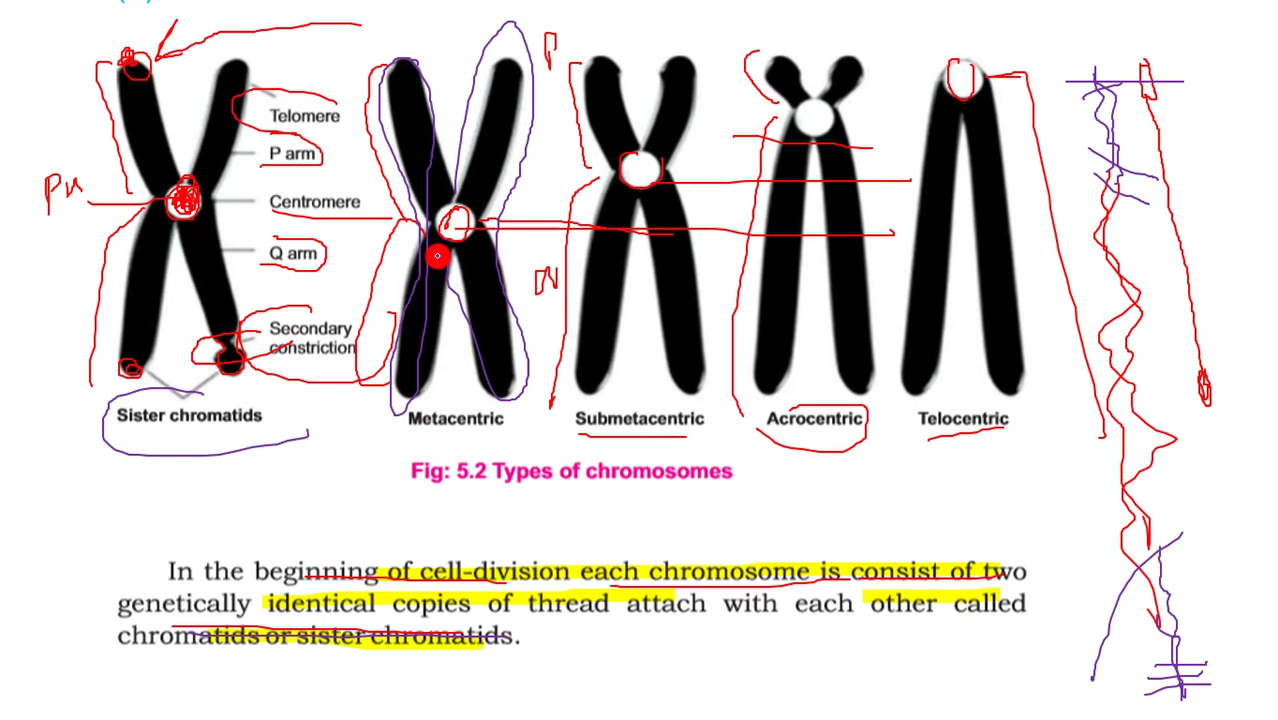 Telomere
P arm
Centromere
Q arm
Secondary
constriction
Sister chromatids
Metacentric
Submetacentric
Acrocentric
Telocentric
Fig: 5.2 Types of chromosomes
In the beginning of cell-division each chromosome is consist of two
genetically identical copies of thread attach with each other called
chromatids or sister chromatids.